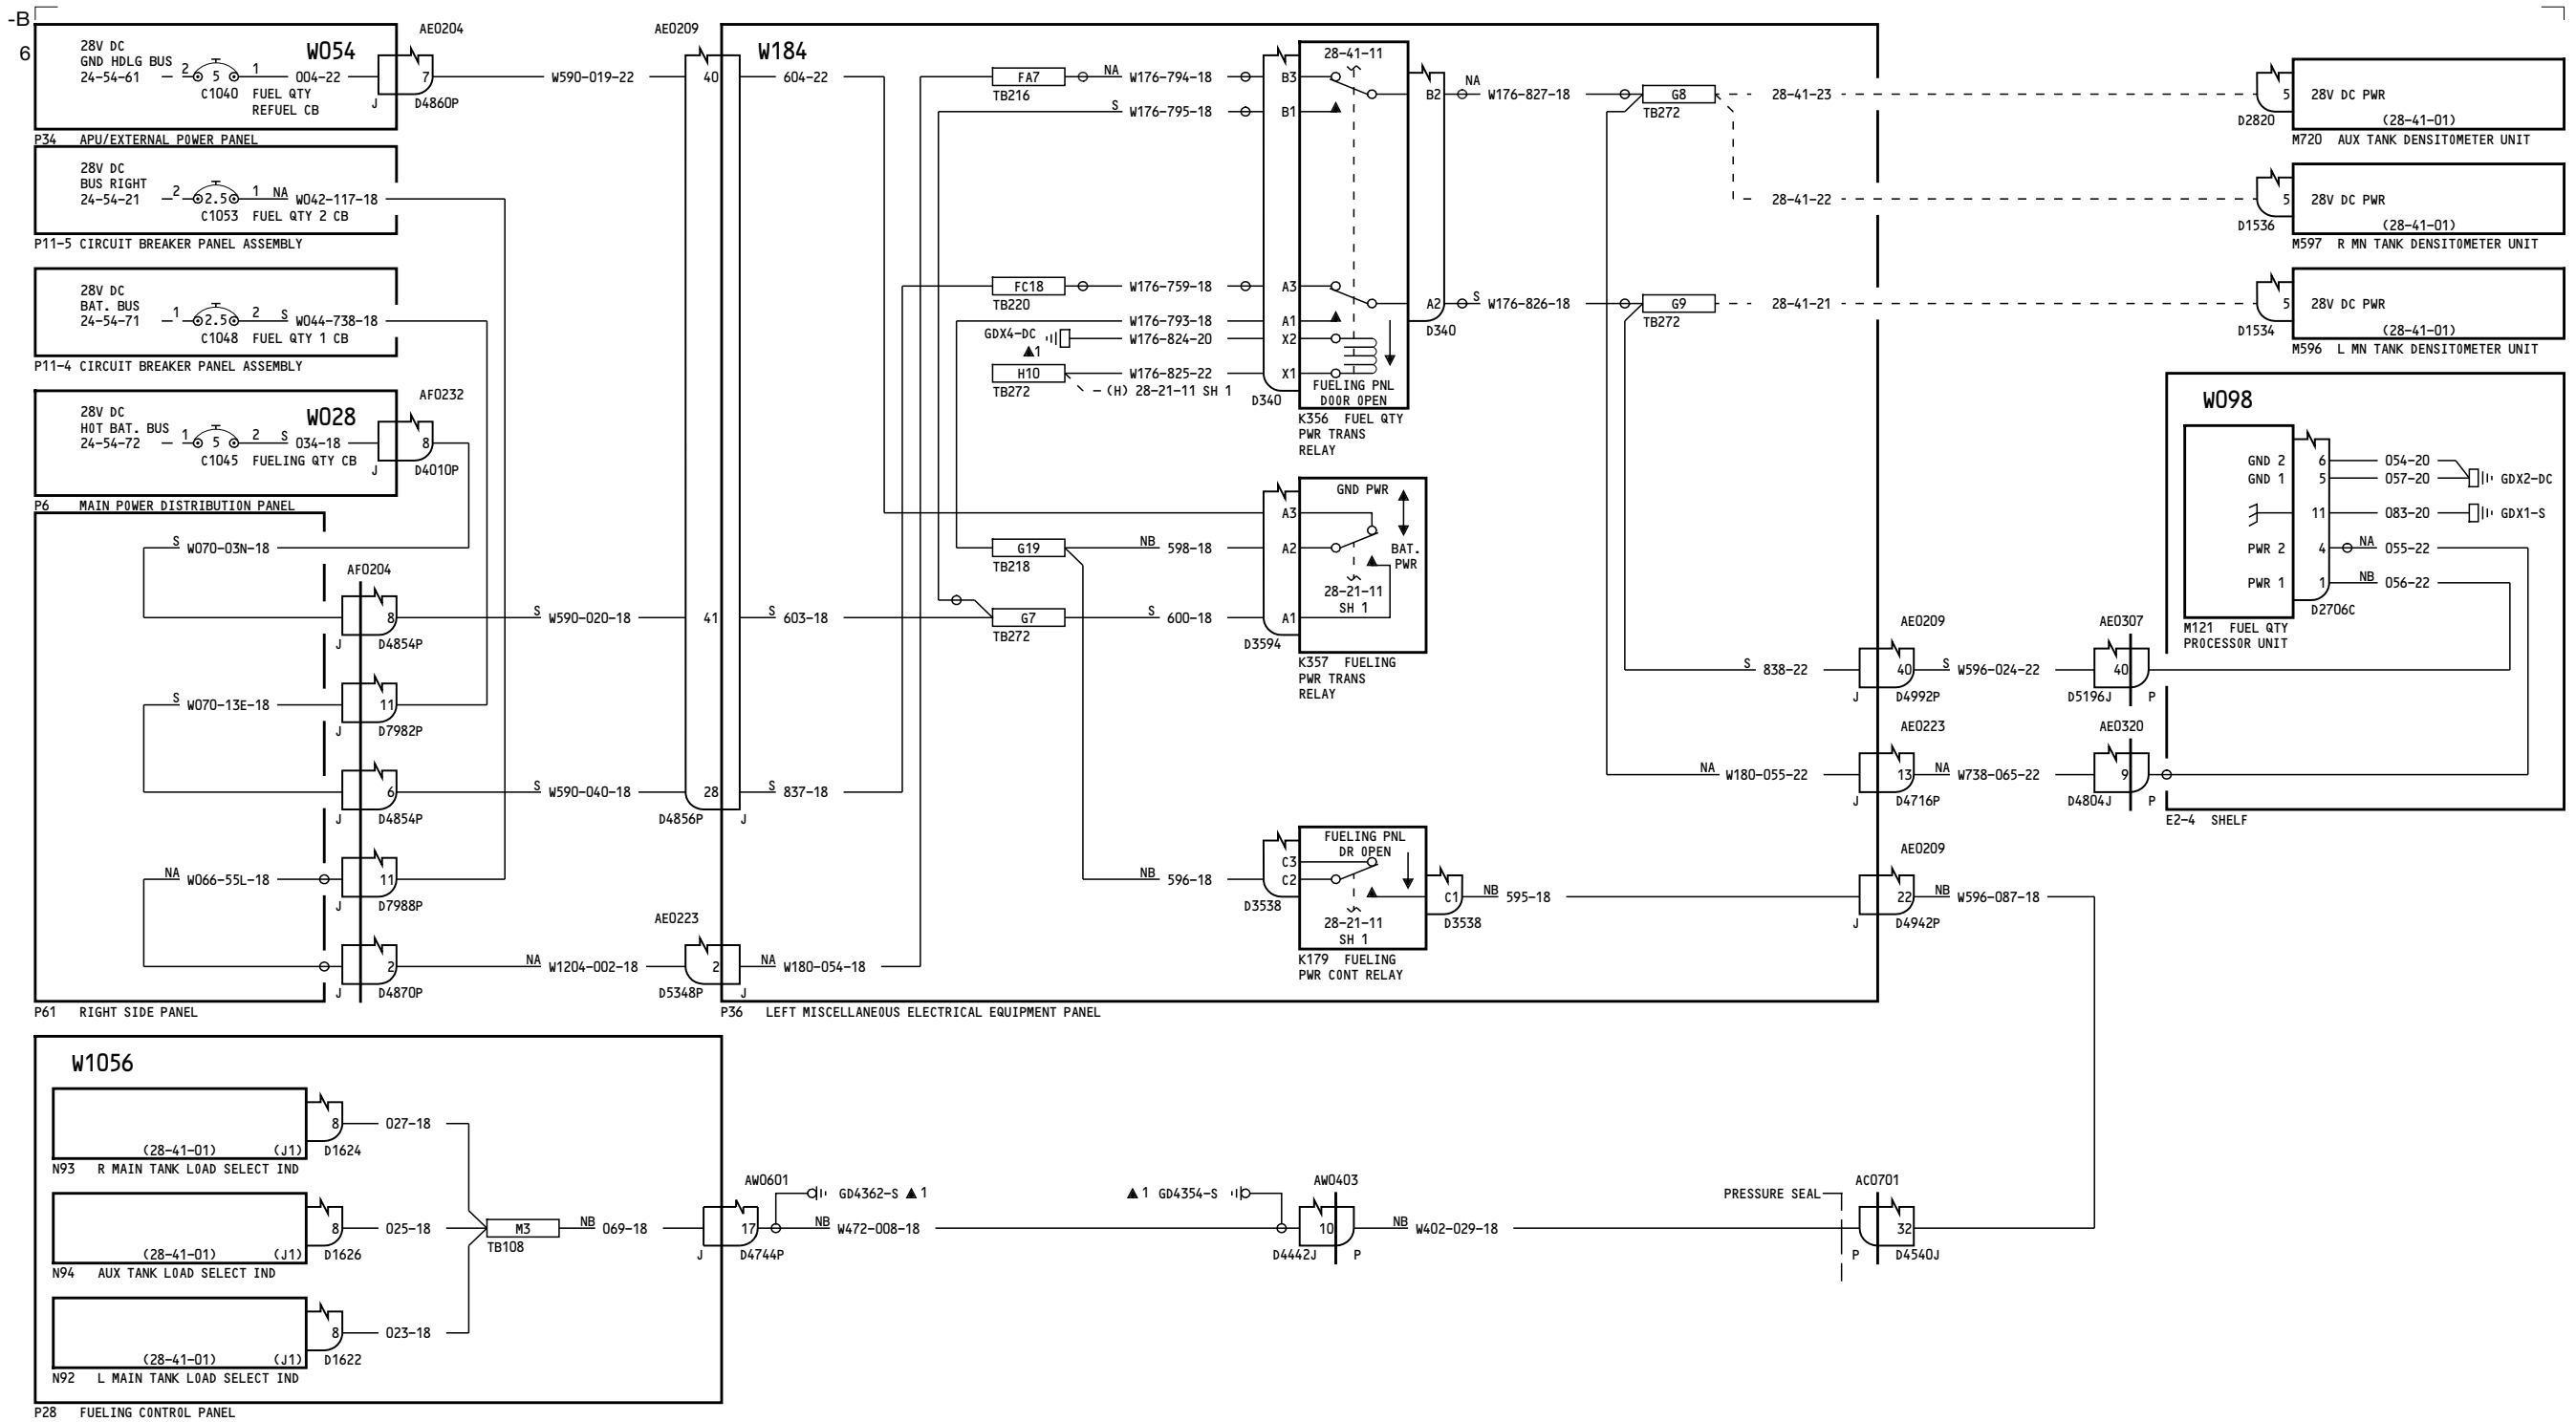 -B
6
28V DC
GND HDLG BUS
24-54-61
2
5
1
C1040
FUEL QTY
REFUEL CB
004-22
W054
AE0204
7
J
D4860P
P34 APU/EXTERNAL POWER PANEL
28V DC
BUS RIGHT
24-54-21
2
2.5
1
NA W042-117-18
C1053 FUEL QTY 2 CB
P11-5 CIRCUIT BREAKER PANEL ASSEMBLY
28V DC
BAT. BUS
24-54-71
1
2.5
2
S W044-738-18
C1048 FUEL QTY 1 CB
P11-4 CIRCUIT BREAKER PANEL ASSEMBLY
28V DC
HOT BAT. BUS
24-54-72
1
5
2
S 034-18
C1045 FUELING QTY CB
W028
AF0232
8
J
D4010P
P6 MAIN POWER DISTRIBUTION PANEL
S W070-03N-18
AF0204
8
J
D4854P
S W070-13E-18
11
J
D7982P
6
J
D4854P
NA W066-55L-18
11
J
D7988P
2
J
D4870P
P61 RIGHT SIDE PANEL
W590-019-22
S W590-020-18
S W590-040-18
NA W1204-002-18
AE0209
40
41
28
D4856P
J
AE0223
2
D5348P
J
W184
604-22
S 603-18
S 837-18
NA W180-054-18
P36 LEFT MISCELLANEOUS ELECTRICAL EQUIPMENT PANEL
FA7
TB216
NA W176-794-18
S W176-795-18
FC18
TB220
W176-759-18
W176-793-18
GDX4-DC
▲1
W176-824-20
H10
TB272
W176-825-22
(H) 28-21-11 SH 1
B3
B1
A3
A1
X2
X1
D340
28-41-11
FUELING PNL
DOOR OPEN
K356 FUEL QTY
PWR TRANS
RELAY
B2
A2
D340
NA W176-827-18
S W176-826-18
G8
TB272
G9
TB272
28-41-23
28-41-22
28-41-21
G19
TB218
NB 598-18
G7
TB272
S 600-18
A3
A2
A1
D3594
GND PWR
BAT.
PWR
28-21-11
SH 1
K357 FUELING
PWR TRANS
RELAY
NB 596-18
C3
C2
D3538
FUELING PNL
DR OPEN
28-21-11
SH 1
K179 FUELING
PWR CONT RELAY
C1
D3538
NB 595-18
S 838-22
AE0209
40
J
D4992P
S W596-024-22
AE0307
40
D5196J
P
NA W180-055-22
AE0223
13
J
D4716P
NA W738-065-22
AE0320
9
D4804J
P
AE0209
22
J
D4942P
NB W596-087-18
5
D2820
28V DC PWR
(28-41-01)
M720 AUX TANK DENSITOMETER UNIT
5
D1536
28V DC PWR
(28-41-01)
M597 R MN TANK DENSITOMETER UNIT
5
D1534
28V DC PWR
(28-41-01)
M596 L MN TANK DENSITOMETER UNIT
W098
GND 2
6
054-20
GND 1
5
057-20
GDX2-DC
11
083-20
GDX1-S
PWR 2
4
NA 055-22
PWR 1
1
NB 056-22
D2706C
M121 FUEL QTY
PROCESSOR UNIT
E2-4 SHELF
W1056
8
027-18
(28-41-01) (J1)
D1624
N93 R MAIN TANK LOAD SELECT IND
8
025-18
(28-41-01) (J1)
D1626
N94 AUX TANK LOAD SELECT IND
8
023-18
(28-41-01) (J1)
D1622
N92 L MAIN TANK LOAD SELECT IND
P28 FUELING CONTROL PANEL
M3
TB108
NB 069-18
AW0601
17
J
D4744P
GD4362-S ▲1
NB W472-008-18
▲1 GD4354-S
AW0403
10
D4442J
P
NB W402-029-18
PRESSURE SEAL
AC0701
32
P
D4540J